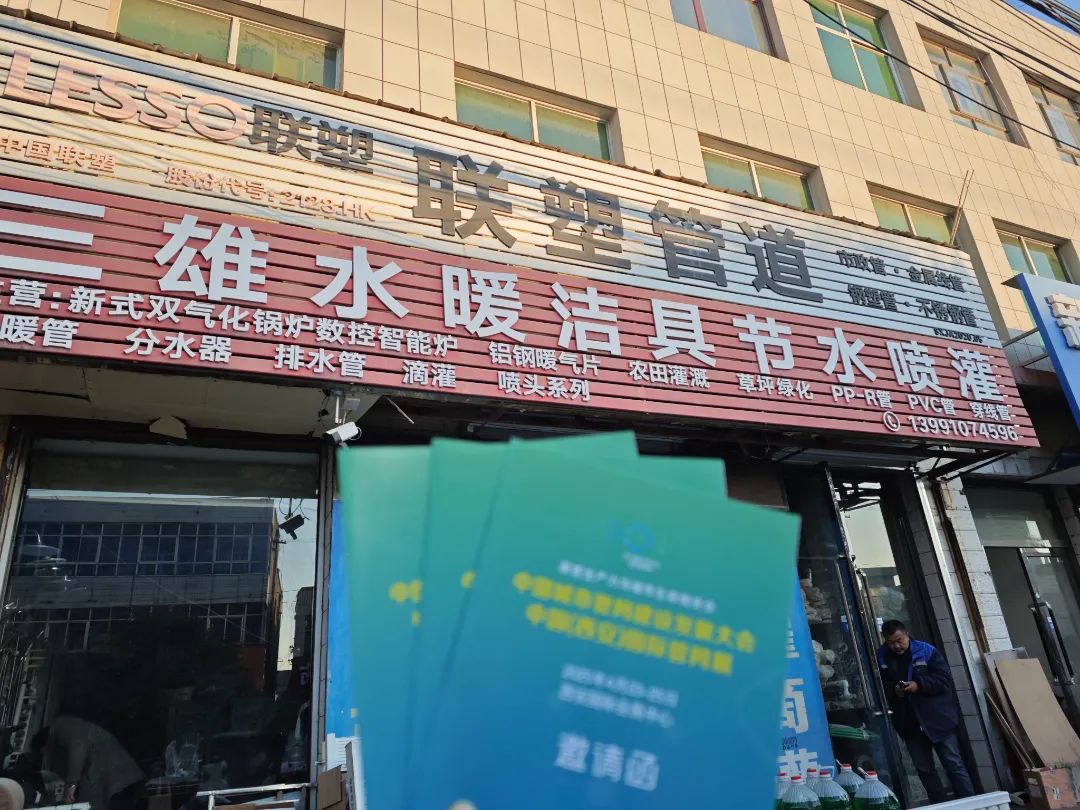 LESSO联塑
中国·联塑 股份代号:2128.HK
联塑管道
市政管·金属线管
钢塑管·不锈钢管
三雄水暖洁具节水喷灌
主营:新式双气化锅炉数控智能炉 铝钢暖气片 农田灌溉 草坪绿化 PP-R管 PVC管 穿线管
暖管 分水器 排水管 滴灌 喷头系列
13991074596
中国城市管网建设发展大会
中国(西安)国际管网展
邀请函